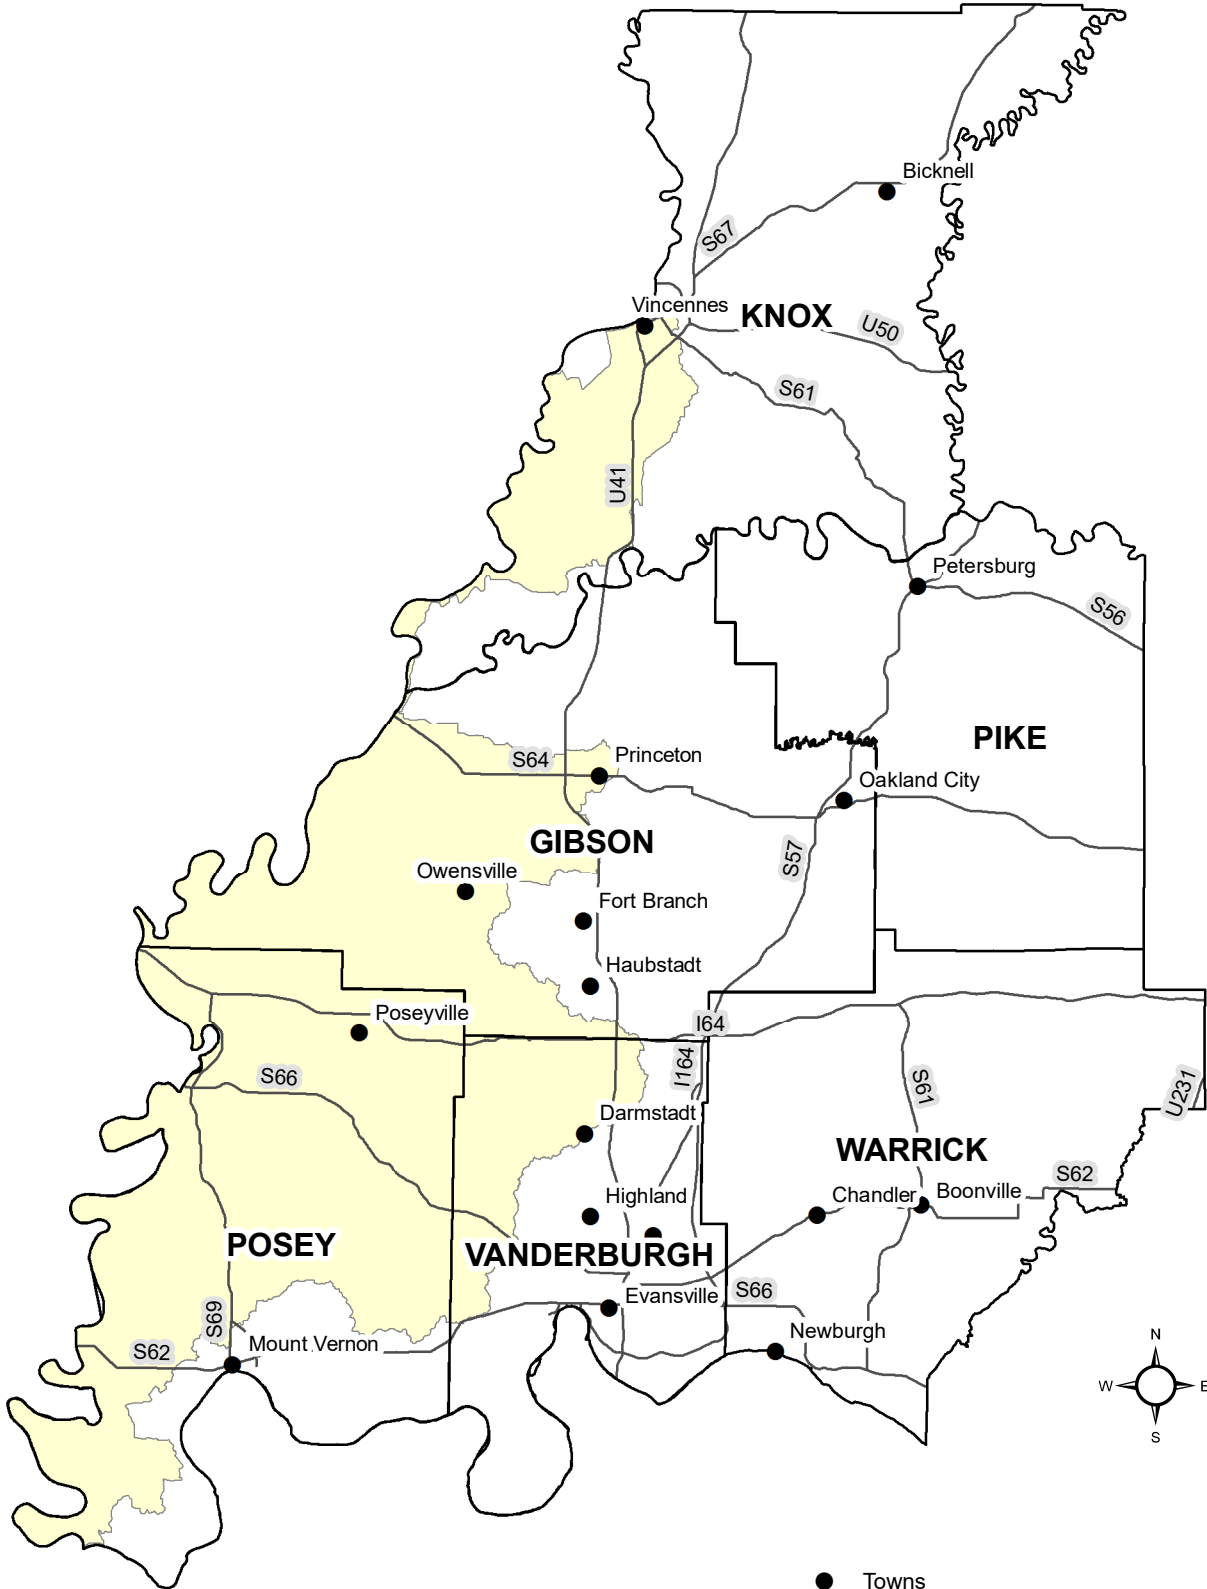 Bicknell
S67
Vincennes
KNOX
U50
S61
U41
Petersburg
S56
PIKE
Princeton
S64
Oakland City
GIBSON
S57
Owensville
Fort Branch
Haubstadt
Poseyville
I64
I164
S66
S61
U231
Darmstadt
WARRICK
S62
Highland
Chandler
Boonville
POSEY
VANDERBURGH
Evansville
S66
S69
Newburgh
Mount Vernon
S62
N
W E
S
Towns